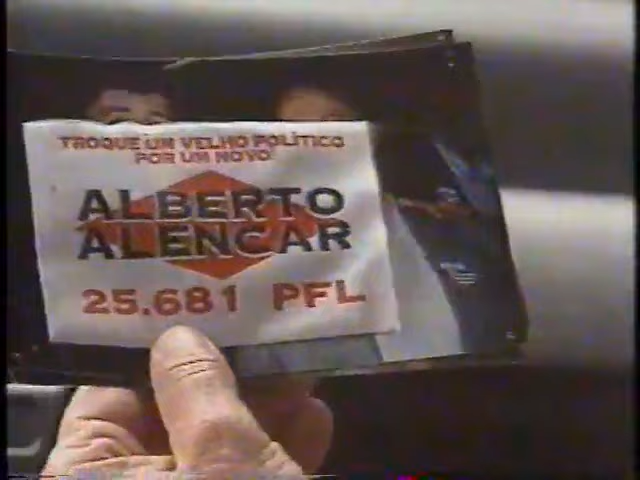 TROQUE UM VELHO POLÍTICO
POR UM NOVO
ALBERTO
ALENCAR
25.681 PFL